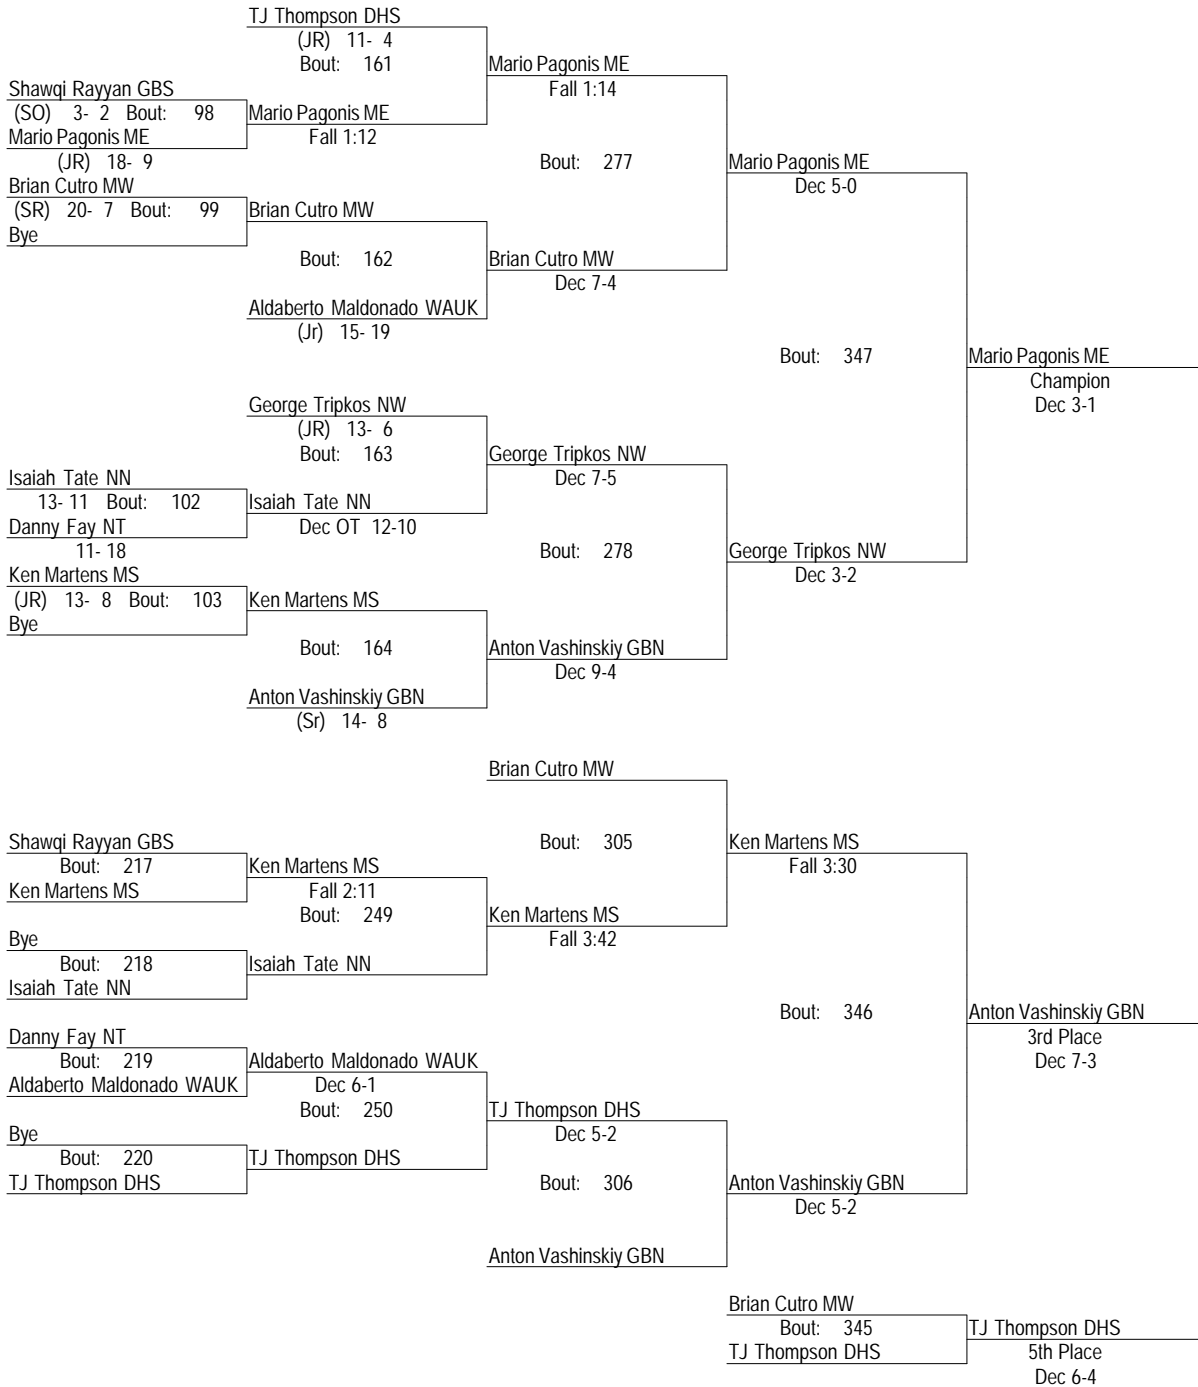 TJ Thompson DHS
(JR) 11- 4
Bout: 161
Mario Pagonis ME
Fall 1:14
Shawqi Rayyan GBS
(SO) 3- 2 Bout: 98
Mario Pagonis ME
Fall 1:12
Mario Pagonis ME
(JR) 18- 9
Bout: 277
Mario Pagonis ME
Dec 5-0
Brian Cutro MW
(SR) 20- 7 Bout: 99
Brian Cutro MW
Bye
Bout: 162
Brian Cutro MW
Dec 7-4
Aldaberto Maldonado WAUK
(Jr) 15- 19
Bout: 347
Mario Pagonis ME
Champion
Dec 3-1
George Tripkos NW
(JR) 13- 6
Bout: 163
George Tripkos NW
Dec 7-5
Isaiah Tate NN
13- 11 Bout: 102
Isaiah Tate NN
Dec OT 12-10
Danny Fay NT
11- 18
Bout: 278
George Tripkos NW
Dec 3-2
Ken Martens MS
(JR) 13- 8 Bout: 103
Ken Martens MS
Bye
Bout: 164
Anton Vashinskiy GBN
Dec 9-4
Anton Vashinskiy GBN
(Sr) 14- 8
Brian Cutro MW
Bout: 305
Ken Martens MS
Fall 3:30
Shawqi Rayyan GBS
Bout: 217
Ken Martens MS
Ken Martens MS
Fall 2:11
Bout: 249
Ken Martens MS
Fall 3:42
Bye
Bout: 218
Isaiah Tate NN
Isaiah Tate NN
Bout: 346
Anton Vashinskiy GBN
3rd Place
Dec 7-3
Danny Fay NT
Bout: 219
Aldaberto Maldonado WAUK
Aldaberto Maldonado WAUK
Dec 6-1
Bout: 250
TJ Thompson DHS
Dec 5-2
Bye
Bout: 220
TJ Thompson DHS
TJ Thompson DHS
Bout: 306
Anton Vashinskiy GBN
Dec 5-2
Anton Vashinskiy GBN
Brian Cutro MW
Bout: 345
TJ Thompson DHS
TJ Thompson DHS
5th Place
Dec 6-4